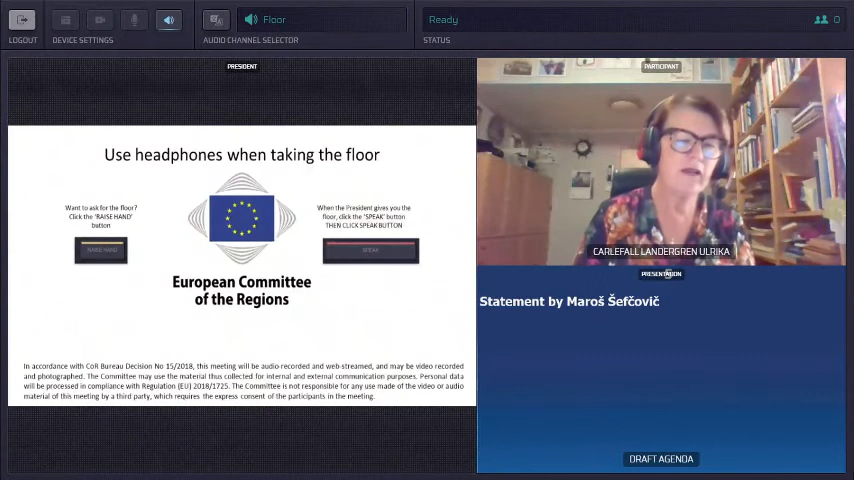 Floor
Ready
0
LOGOUT
DEVICE SETTINGS
AUDIO CHANNEL SELECTOR
STATUS
PRESIDENT
PARTICIPANT
Use headphones when taking the floor
Want to ask for the floor?
Click the 'RAISE HAND'
button
RAISE HAND
When the President gives you the
floor, click the 'SPEAK' button
THEN CLICK SPEAK BUTTON
SPEAK
European Committee
of the Regions
In accordance with CoR Bureau Decision No 15/2018, this meeting will be audio-recorded and web-streamed, and may be video recorded
and photographed. The Committee may use the material thus collected for internal and external communication purposes. Personal data
will be processed in compliance with Regulation (EU) 2018/1725. The Committee is not responsible for any use made of the video or audio
material of this meeting by a third party, which requires the express consent of the participants in the meeting.
CARLEFALL LANDERGREN ULRIKA
PRESENTATION
Statement by Maroš Šefčovič
DRAFT AGENDA